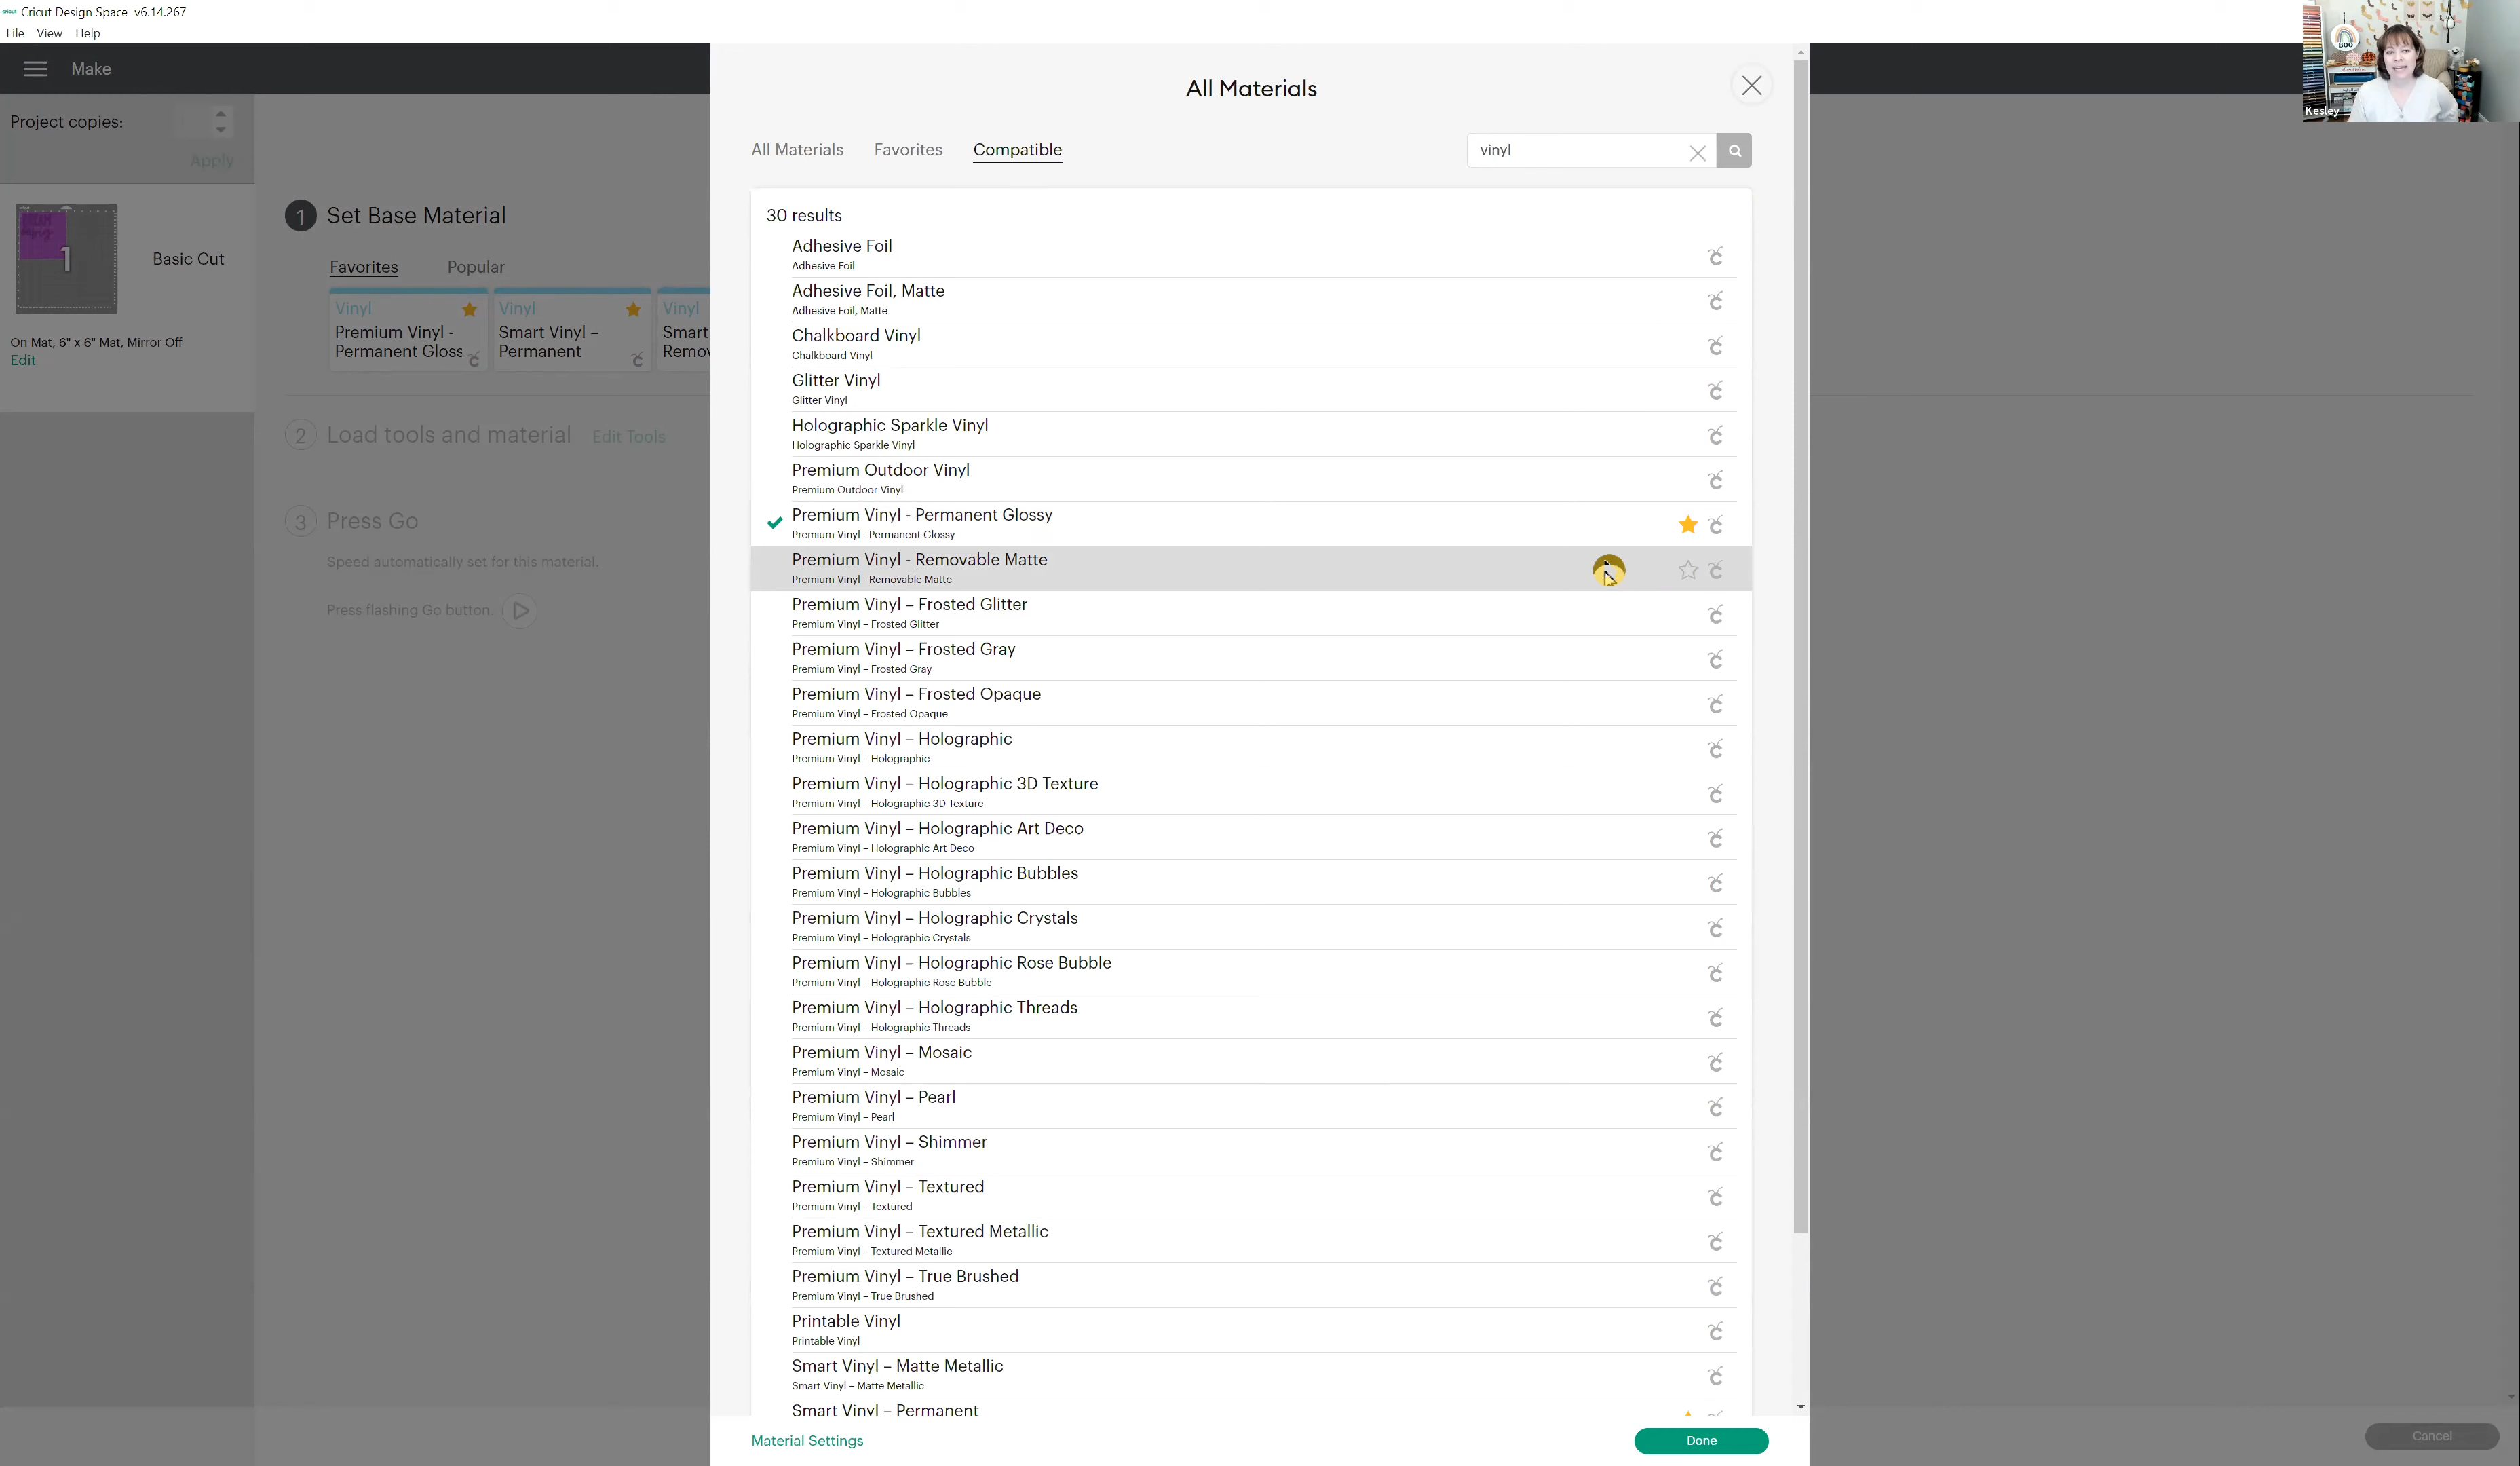 cricut Cricut Design Space v6.14.267
File View Help
Make
Project copies:
Apply
1
Basic Cut
On Mat, 6" x 6" Mat, Mirror Off
Edit
1 Set Base Material
Favorites Popular
Vinyl
Premium Vinyl -
Permanent Gloss
Vinyl
Smart Vinyl –
Permanent
Vinyl
Smart
Remov
2 Load tools and material Edit Tools
3 Press Go
Speed automatically set for this material.
Press flashing Go button.
All Materials
All Materials Favorites Compatible
vinyl
30 results
Adhesive Foil
Adhesive Foil
Adhesive Foil, Matte
Adhesive Foil, Matte
Chalkboard Vinyl
Chalkboard Vinyl
Glitter Vinyl
Glitter Vinyl
Holographic Sparkle Vinyl
Holographic Sparkle Vinyl
Premium Outdoor Vinyl
Premium Outdoor Vinyl
Premium Vinyl - Permanent Glossy
Premium Vinyl - Permanent Glossy
Premium Vinyl - Removable Matte
Premium Vinyl - Removable Matte
Premium Vinyl – Frosted Glitter
Premium Vinyl – Frosted Glitter
Premium Vinyl – Frosted Gray
Premium Vinyl – Frosted Gray
Premium Vinyl – Frosted Opaque
Premium Vinyl – Frosted Opaque
Premium Vinyl – Holographic
Premium Vinyl – Holographic
Premium Vinyl – Holographic 3D Texture
Premium Vinyl – Holographic 3D Texture
Premium Vinyl – Holographic Art Deco
Premium Vinyl – Holographic Art Deco
Premium Vinyl – Holographic Bubbles
Premium Vinyl – Holographic Bubbles
Premium Vinyl – Holographic Crystals
Premium Vinyl – Holographic Crystals
Premium Vinyl – Holographic Rose Bubble
Premium Vinyl – Holographic Rose Bubble
Premium Vinyl – Holographic Threads
Premium Vinyl – Holographic Threads
Premium Vinyl – Mosaic
Premium Vinyl – Mosaic
Premium Vinyl – Pearl
Premium Vinyl – Pearl
Premium Vinyl – Shimmer
Premium Vinyl – Shimmer
Premium Vinyl – Textured
Premium Vinyl – Textured
Premium Vinyl – Textured Metallic
Premium Vinyl – Textured Metallic
Premium Vinyl – True Brushed
Premium Vinyl – True Brushed
Printable Vinyl
Printable Vinyl
Smart Vinyl – Matte Metallic
Smart Vinyl – Matte Metallic
Smart Vinyl – Permanent
Material Settings
Done
Cancel
BOO
Kesley